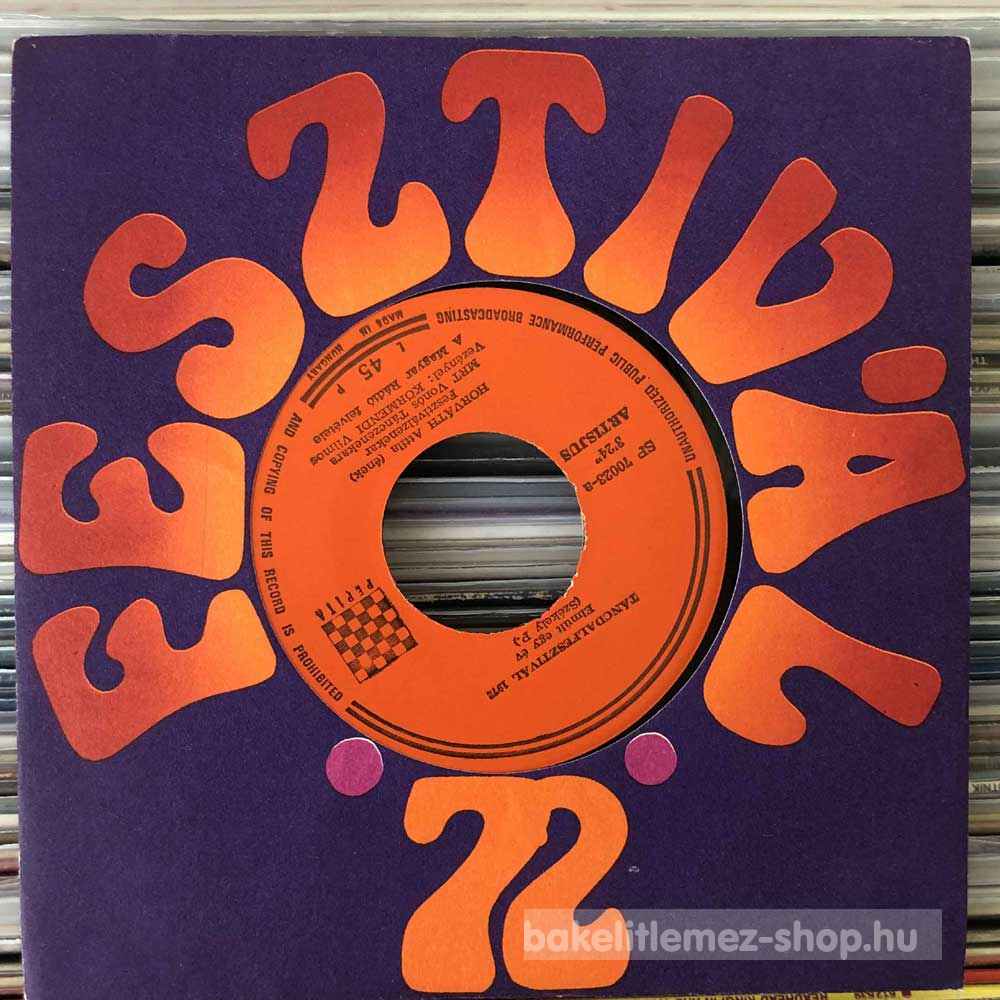 FESZTIVÁL
72
PEPITA
TÁNCDALFESZTIVÁL 1972
Elmult egy év
(Székely P.)
SP 70023-a
3'24"
ARTISJUS
HORVÁTH Attila (ének)
Fesztiválzenekar
MRT Vonós Tánczenekara
Vezényel: KÖRMENDI Vilmos
A Magyar Rádió felvétele
L 45 P
MADE IN HUNGARY
UNAUTHORIZED PUBLIC PERFORMANCE BROADCASTING
AND COPYING OF THIS RECORD IS PROHIBITED
bakelitlemez-shop.hu